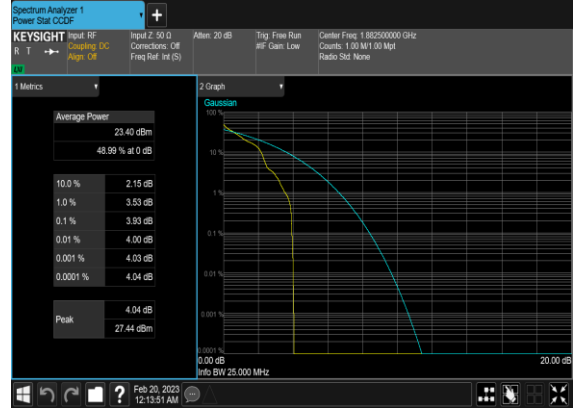 Spectrum Analyzer 1
Power Stat CCDF
KEYSIGHT
R T
LM
Input: RF
Coupling: DC
Align: Off
Input Z: 50 Ω
Corrections: Off
Freq Ref: Int (S)
Atten: 20 dB
Trig: Free Run
#IF Gain: Low
Center Freq: 1.882500000 GHz
Counts: 1.00 M/1.00 Mpt
Radio Std: None
1 Metrics
Average Power
23.40 dBm
48.99 % at 0 dB
10.0 % 2.15 dB
1.0 % 3.53 dB
0.1 % 3.93 dB
0.01 % 4.00 dB
0.001 % 4.03 dB
0.0001 % 4.04 dB
Peak
4.04 dB
27.44 dBm
2 Graph
Gaussian
100 %
10 %
1 %
0.1 %
0.01 %
0.001 %
0.0001 %
0.00 dB
20.00 dB
Info BW 25.000 MHz
?
Feb 20, 2023
12:13:51 AM